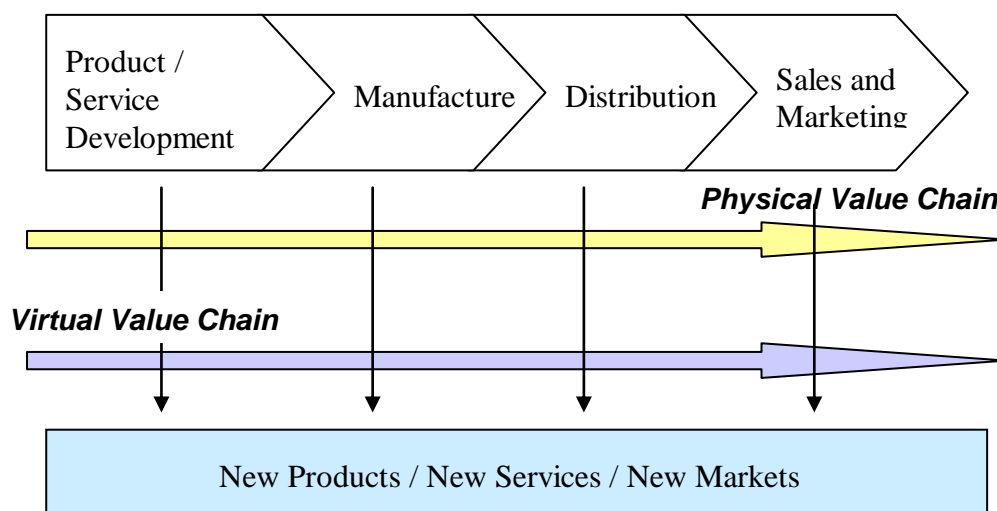 Product /
Service
Development
Manufacture
Distribution
Sales and
Marketing
Physical Value Chain
Virtual Value Chain
New Products / New Services / New Markets